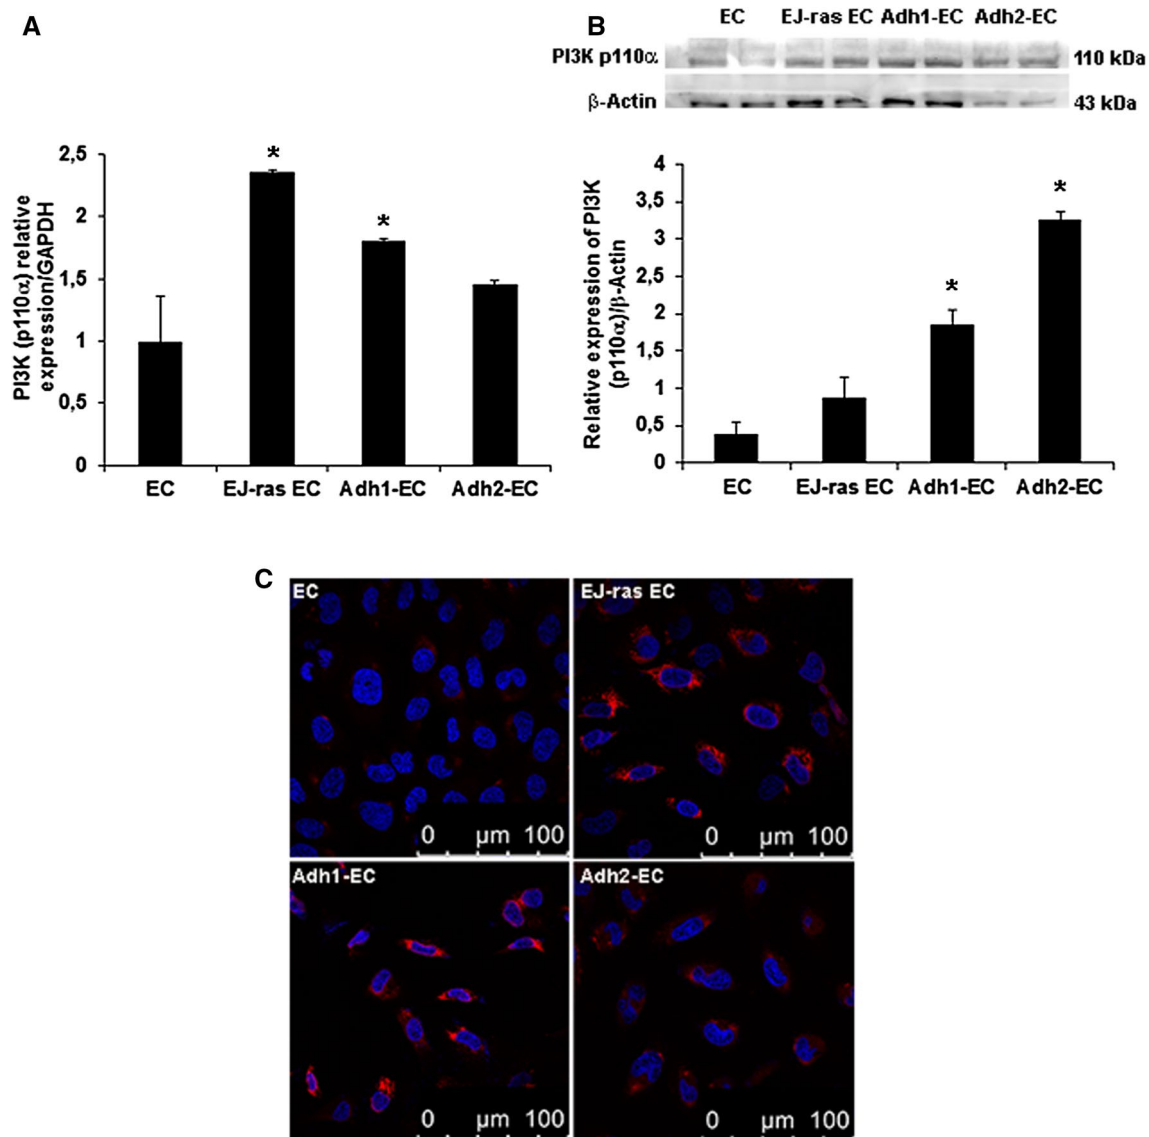 A
2,5
2
1,5
1
0,5
0
PI3K (p110α) relative
expression/GAPDH
*
*
EC EJ-ras EC Adh1-EC Adh2-EC
B
EC EJ-ras EC Adh1-EC Adh2-EC
PI3K p110α 110 kDa
β-Actin 43 kDa
4
3,5
3
2,5
2
1,5
1
0,5
0
Relative expression of PI3K
(p110α)/β-Actin
*
*
EC EJ-ras EC Adh1-EC Adh2-EC
C
EC
0 µm 100
EJ-ras EC
0 µm 100
Adh1-EC
0 µm 100
Adh2-EC
0 µm 100